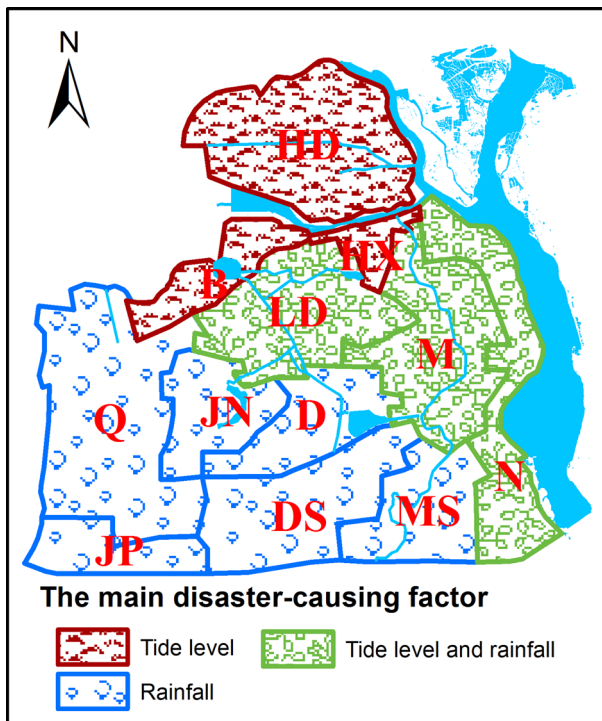 N
HD
HX
B
LD
M
Q
JN
D
N
DS
MS
JP
The main disaster-causing factor
Tide level
Tide level and rainfall
Rainfall